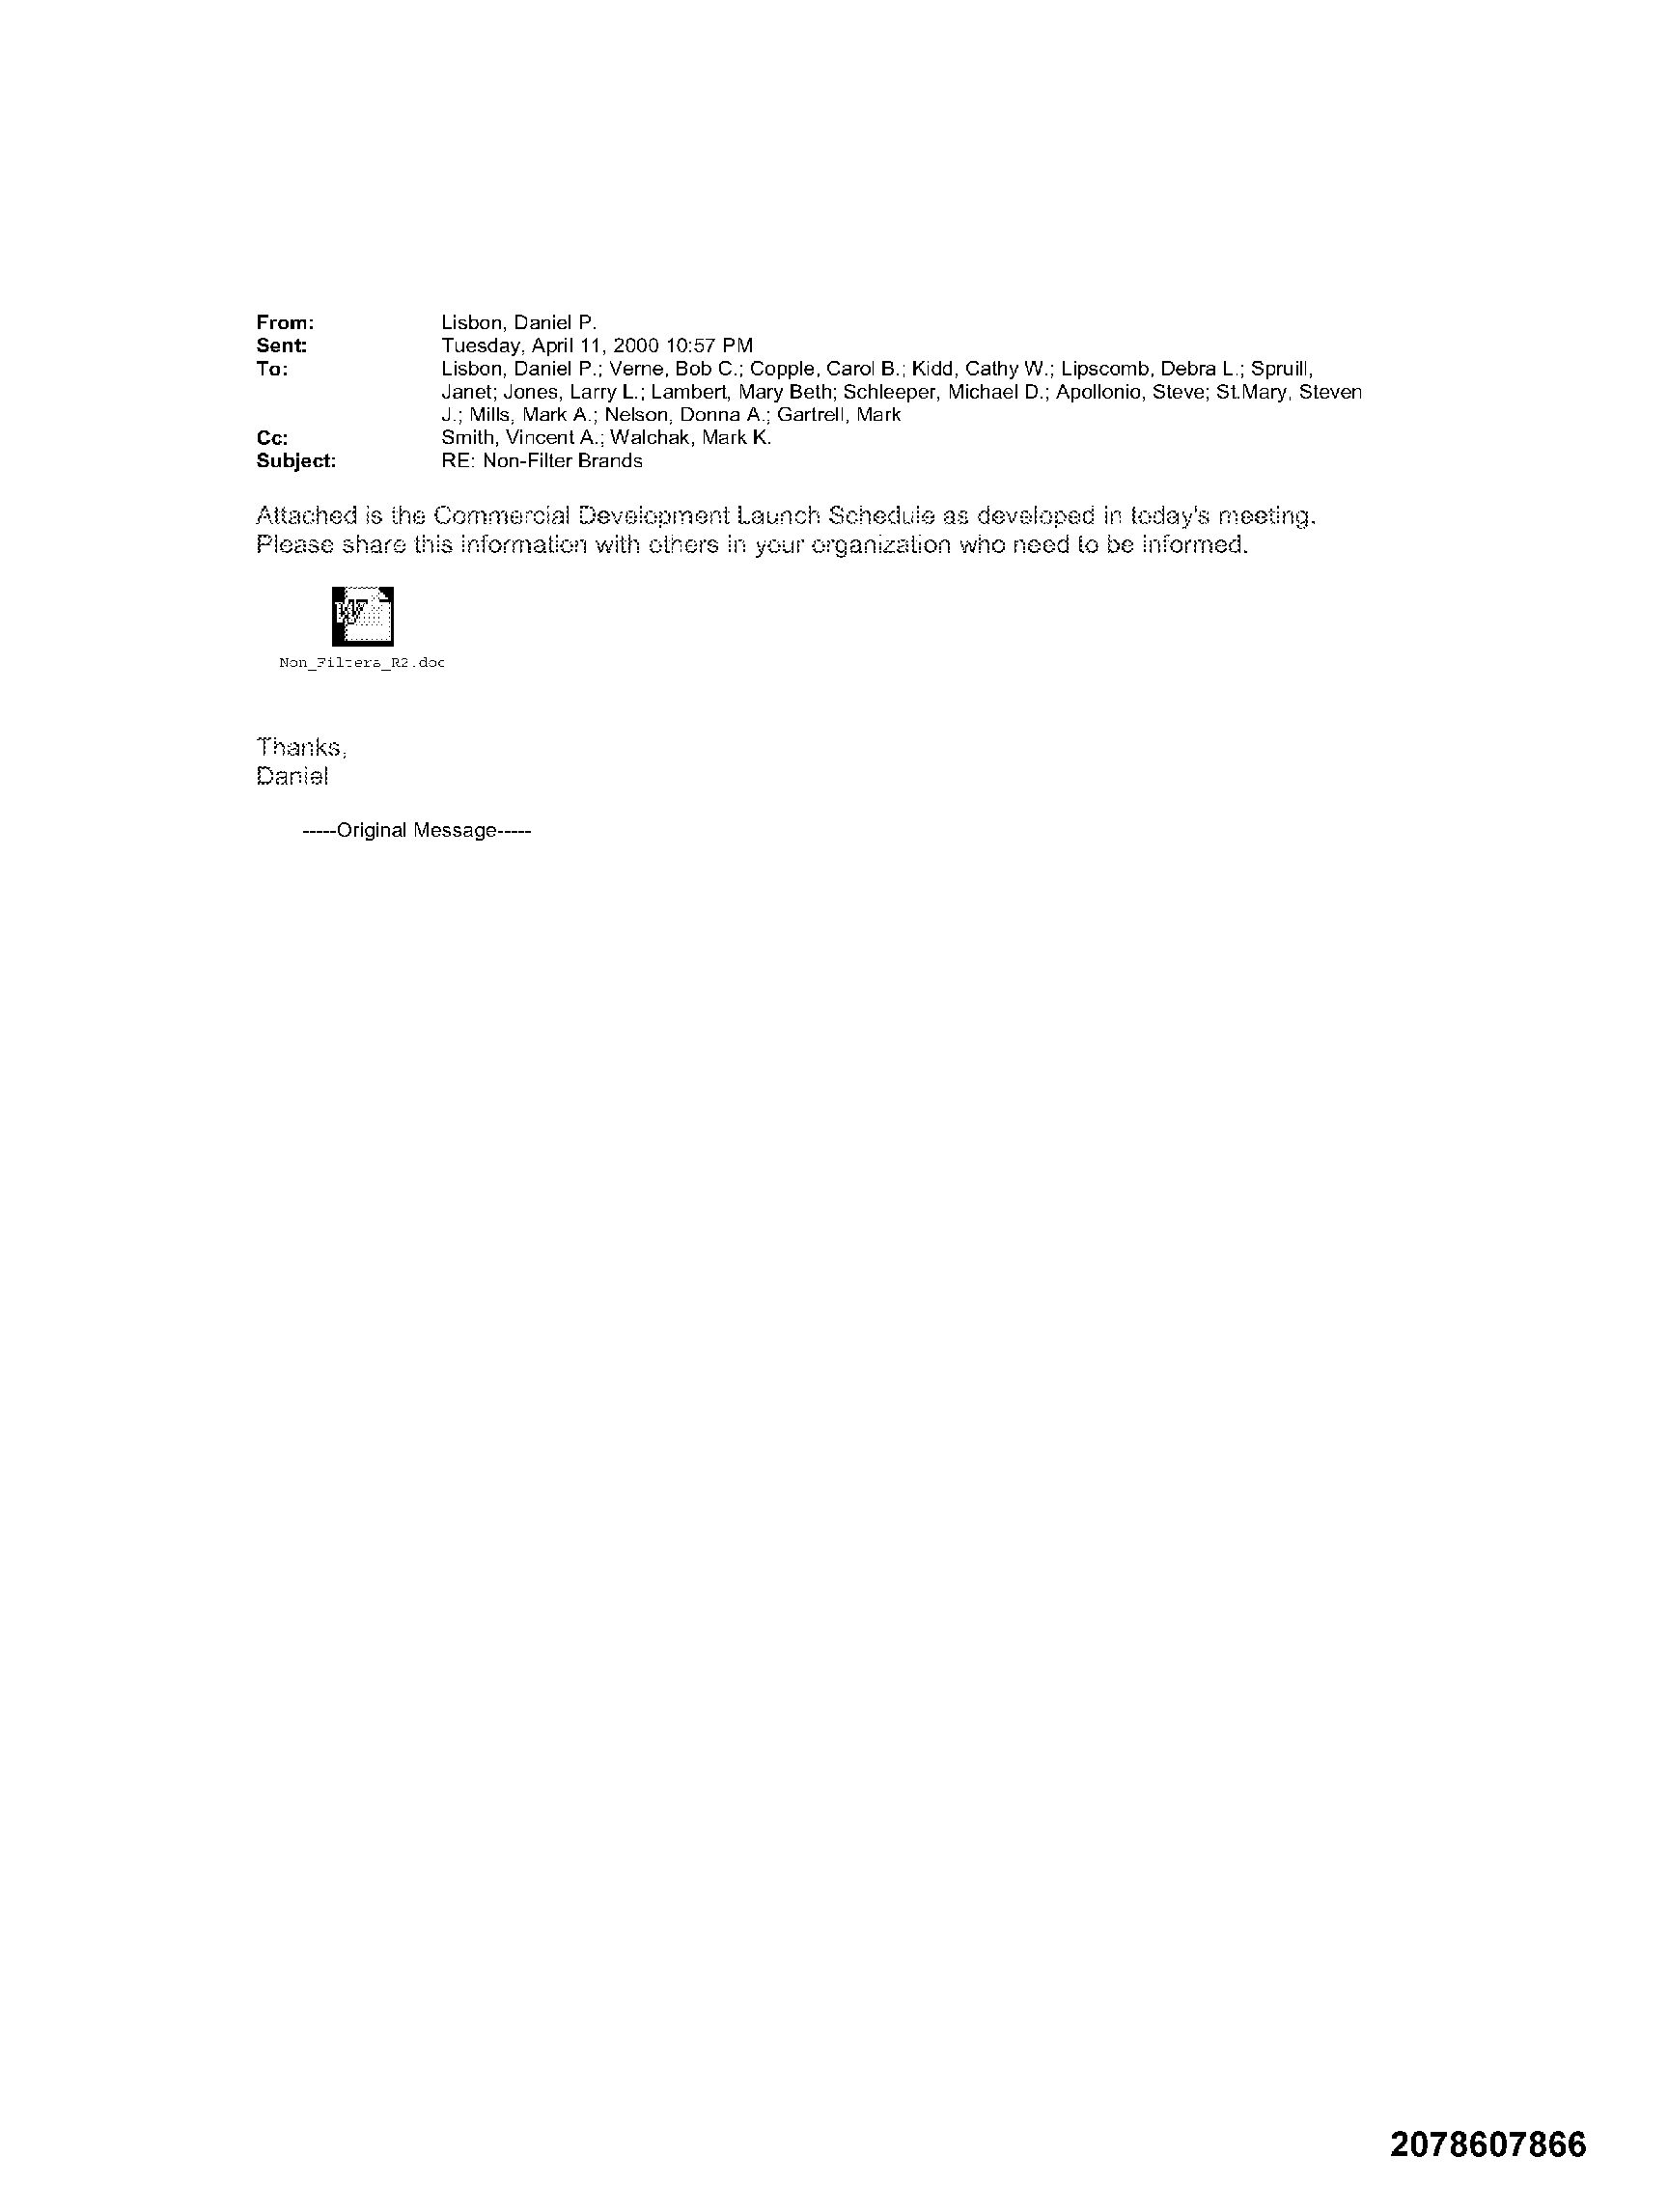 From: Lisbon, Daniel P.
Sent: Tuesday, April 11, 2000 10:57 PM
To: Lisbon, Daniel P.; Verne, Bob C.; Copple, Carol B.; Kidd, Cathy W.; Lipscomb, Debra L.; Spruill,
Janet; Jones, Larry L.; Lambert, Mary Beth; Schleeper, Michael D.; Apollonio, Steve; St.Mary, Steven
J.; Mills, Mark A.; Nelson, Donna A.; Gartrell, Mark
Cc: Smith, Vincent A.; Walchak, Mark K.
Subject: RE: Non-Filter Brands
Attached is the Commercial Development Launch Schedule as developed in today's meeting.
Please share this information with others in your organization who need to be informed.
W
Non_Filters_R2.doc
Thanks,
Daniel
-----Original Message-----
2078607866